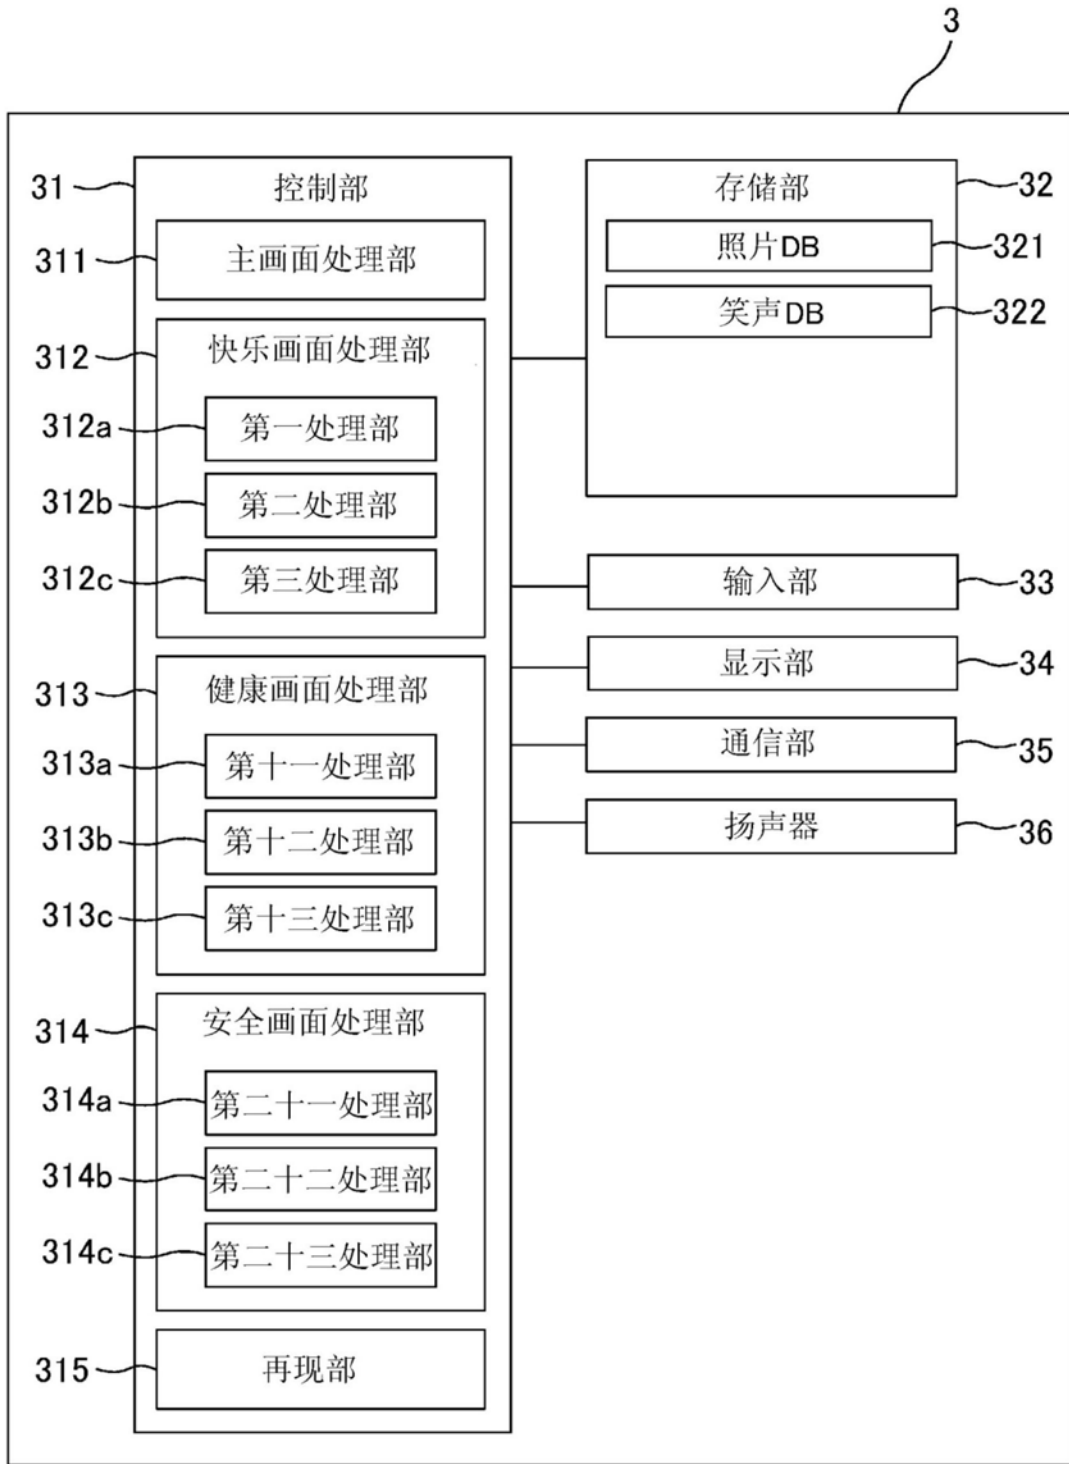 3
31
控制部
311
主画面处理部
312
快乐画面处理部
312a
第一处理部
312b
第二处理部
312c
第三处理部
313
健康画面处理部
313a
第十一处理部
313b
第十二处理部
313c
第十三处理部
314
安全画面处理部
314a
第二十一处理部
314b
第二十二处理部
314c
第二十三处理部
315
再现部
存储部
32
照片DB
321
笑声DB
322
输入部
33
显示部
34
通信部
35
扬声器
36